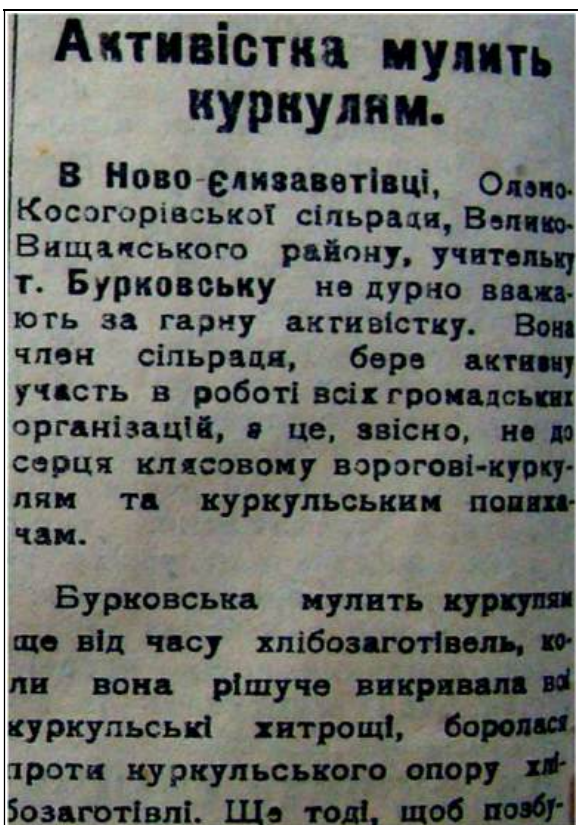 Активістка мулить
куркулям.
В Ново-Єлизаветівці, Олено-
Косогорівської сільради, Велико-
Вищанського району, учительку
т. Бурковську не дурно вважа-
ють за гарну активістку. Вона
член сільради, бере активну
участь в роботі всіх громадських
організацій, а це, звісно, не до
серця клясовому ворогові-курку-
лям та куркульським попиха-
чам.
Бурковська мулить куркулям
ще від часу хлібозаготівель, ко-
ли вона рішуче викривала всі
куркульські хитрощі, боролася
проти куркульського опору хлі-
бозаготівлі. Ще тоді, щоб позбу-